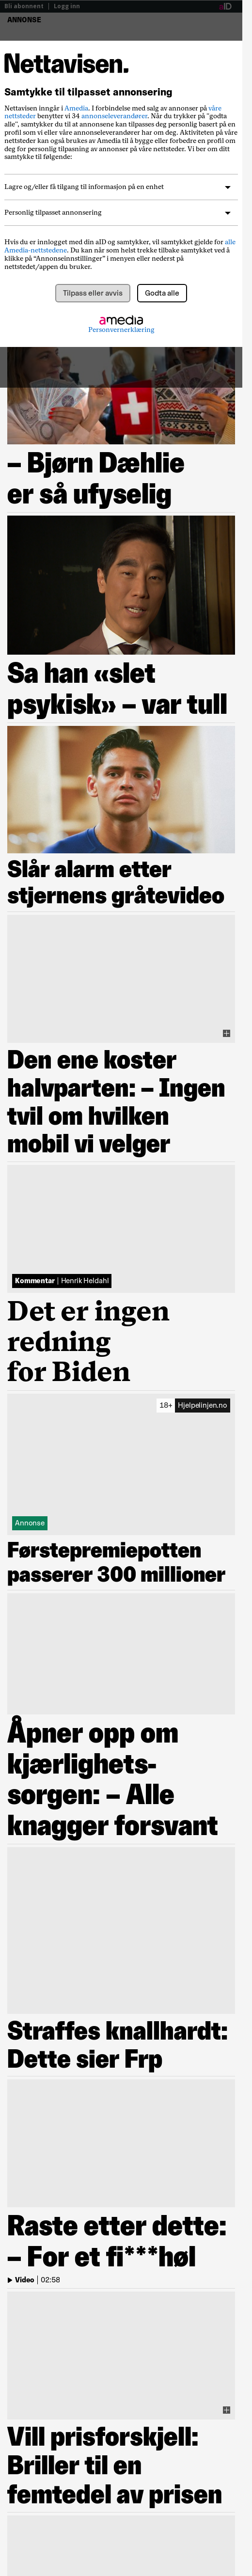 Bli abonnent | Logg inn
aID
ANNONSE
Nettavisen.
Samtykke til tilpasset annonsering
Nettavisen inngår i Amedia. I forbindelse med salg av annonser på våre
nettsteder benytter vi 34 annonseleverandører. Når du trykker på "godta
alle", samtykker du til at annonsene kan tilpasses deg personlig basert på en
profil som vi eller våre annonseleverandører har om deg. Aktiviteten på våre
nettsteder kan også brukes av Amedia til å bygge eller forbedre en profil om
deg for personlig tilpasning av annonser på våre nettsteder. Vi ber om ditt
samtykke til følgende:
Lagre og/eller få tilgang til informasjon på en enhet
Personlig tilpasset annonsering
Hvis du er innlogget med din aID og samtykker, vil samtykket gjelde for alle
Amedia-nettstedene. Du kan når som helst trekke tilbake samtykket ved å
klikke på “Annonseinnstillinger” i menyen eller nederst på
nettstedet/appen du bruker.
Tilpass eller avvis
Godta alle
amedia
Personvernerklæring
– Bjørn Dæhlie
er så ufyselig
Sa han «slet
psykisk» – var tull
Slår alarm etter
stjernens gråtevideo
Den ene koster
halvparten: – Ingen
tvil om hvilken
mobil vi velger
Kommentar | Henrik Heldahl
Det er ingen
redning
for Biden
18+ Hjelpelinjen.no
Annonse
Førstepremiepotten
passerer 300 millioner
Åpner opp om
kjærlighets-
sorgen: – Alle
knagger forsvant
Straffes knallhardt:
Dette sier Frp
Raste etter dette:
– For et fi***høl
Video | 02:58
Vill prisforskjell:
Briller til en
femtedel av prisen